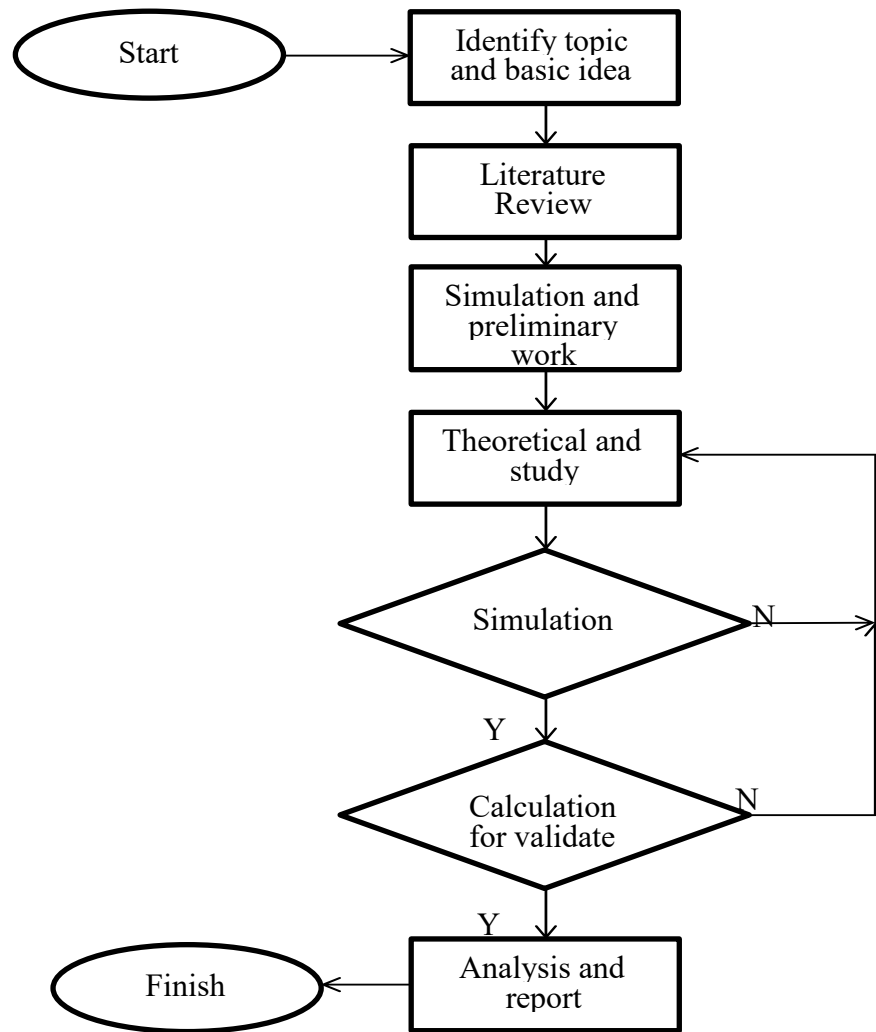 Start
Identify topic
and basic idea
Literature
Review
Simulation and
preliminary
work
Theoretical and
study
Simulation
N
Y
Calculation
for validate
N
Y
Analysis and
report
Finish